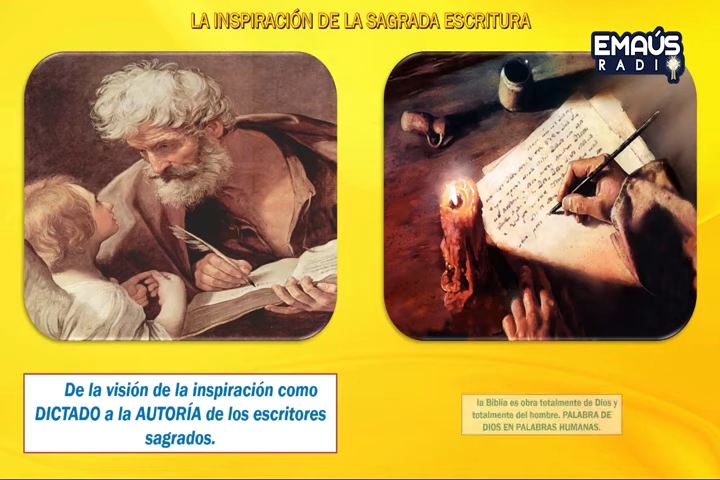 LA INSPIRACIÓN DE LA SAGRADA ESCRITURA
EMAÚS
RADIO
De la visión de la inspiración como
DICTADO a la AUTORÍA de los escritores
sagrados.
la Biblia es obra totalmente de Dios y
totalmente del hombre. PALABRA DE
DIOS EN PALABRAS HUMANAS.